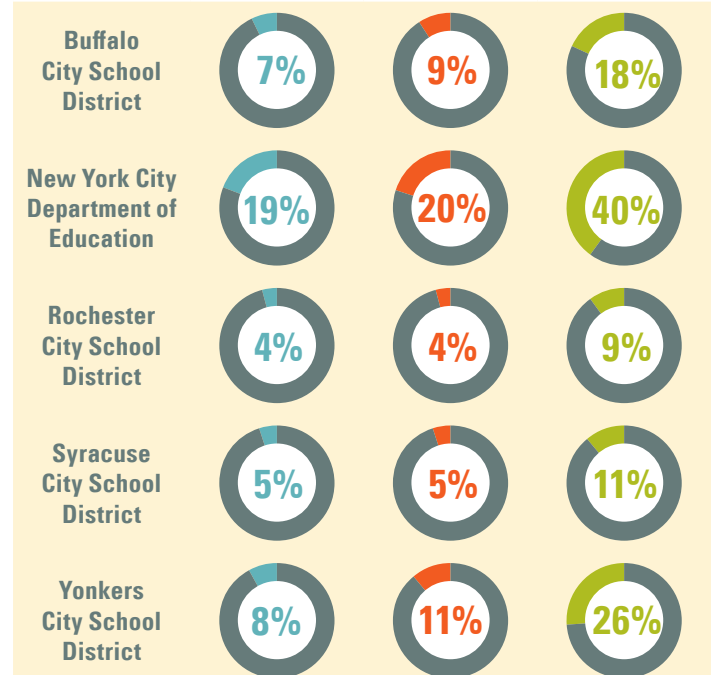 Buffalo
City School
District
7%
9%
18%
New York City
Department of
Education
19%
20%
40%
Rochester
City School
District
4%
4%
9%
Syracuse
City School
District
5%
5%
11%
Yonkers
City School
District
8%
11%
26%